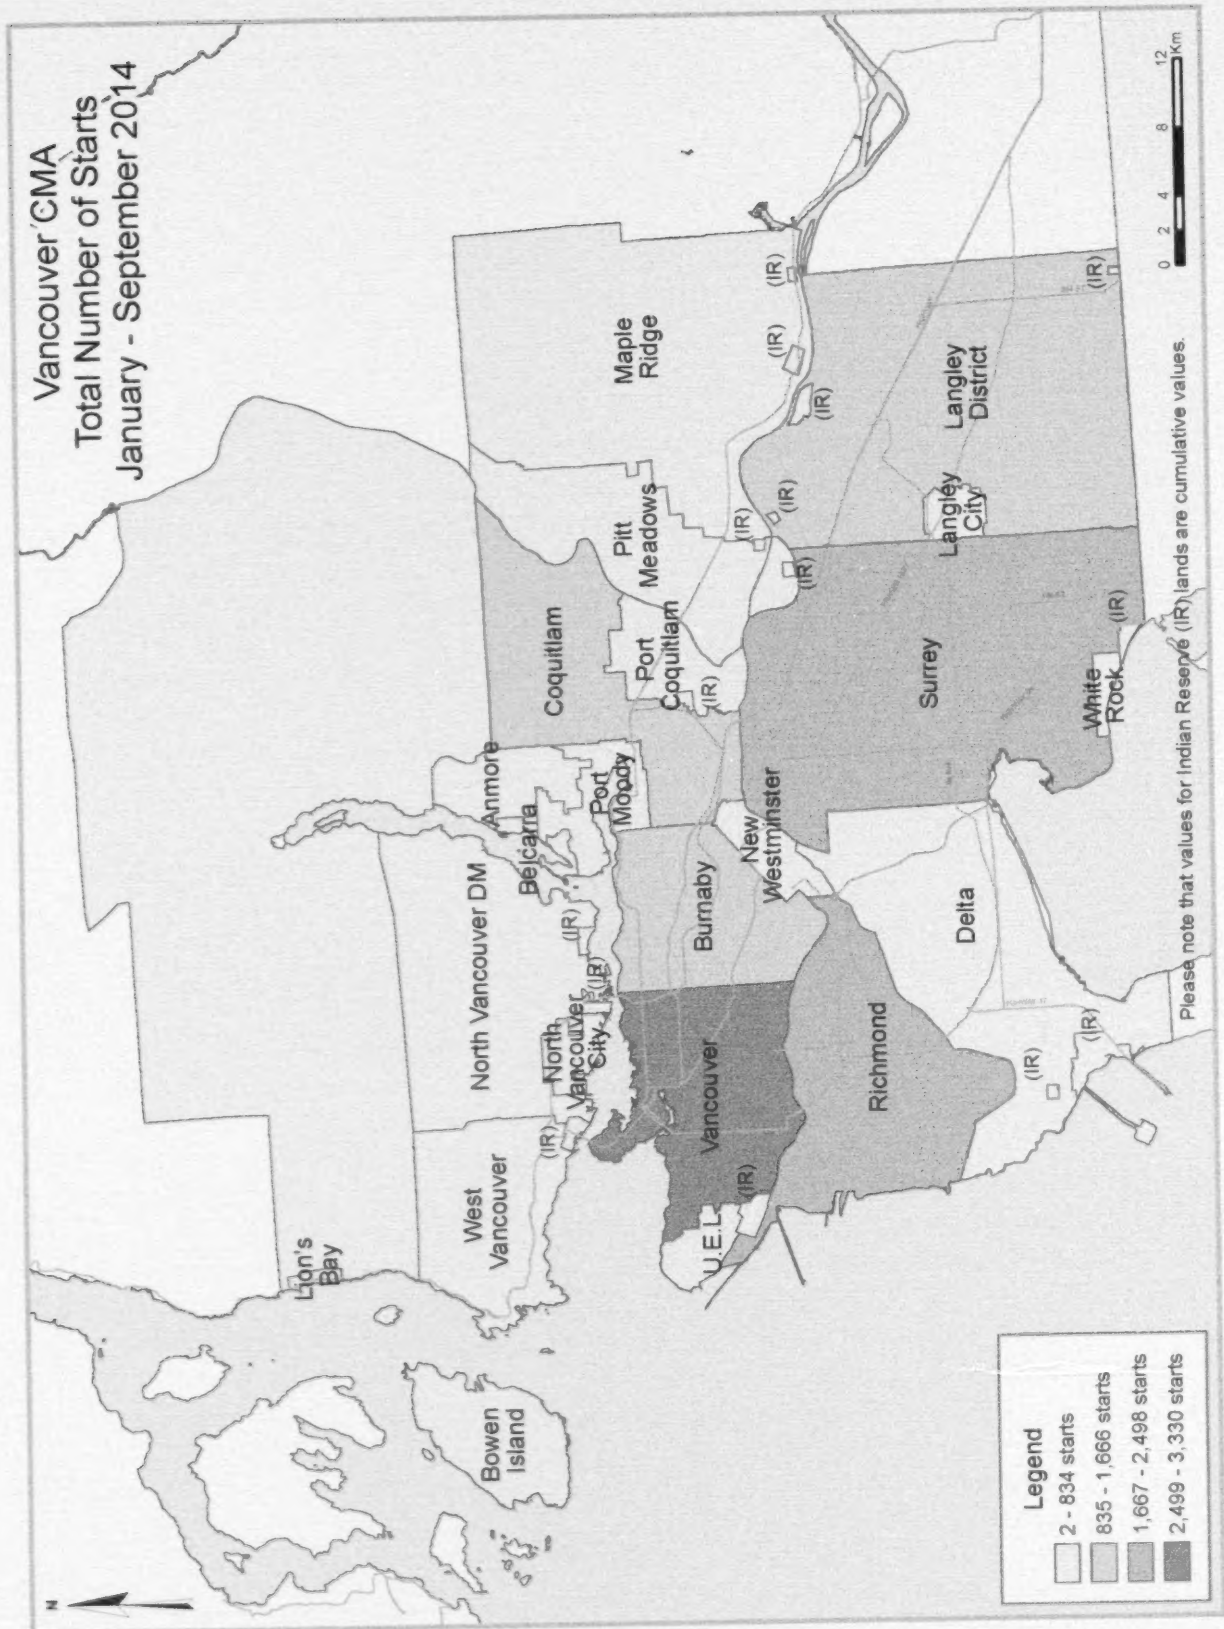 Vancouver CMA
Total Number of Starts
January - September 2014
N
Lion's
Bay
Bowen
Island
West
Vancouver
North Vancouver DM
North
Vancouver
City
(IR)
(IR)
(IR)
Anmore
Belcarra
Port
Moody
Coquitlam
Port
Coquitlam
(IR)
Pitt
Meadows
(IR)
Maple
Ridge
(IR)
(IR)
(IR)
U.E.L.
(IR)
Vancouver
Burnaby
New
Westminster
Richmond
Delta
(IR)
(IR)
Surrey
(IR)
(IR)
White
Rock
(IR)
Langley
City
Langley
District
(IR)
Legend
2 - 834 starts
835 - 1,666 starts
1,667 - 2,498 starts
2,499 - 3,330 starts
Please note that values for Indian Reserve (IR) lands are cumulative values.
0 2 4 8 12
Km